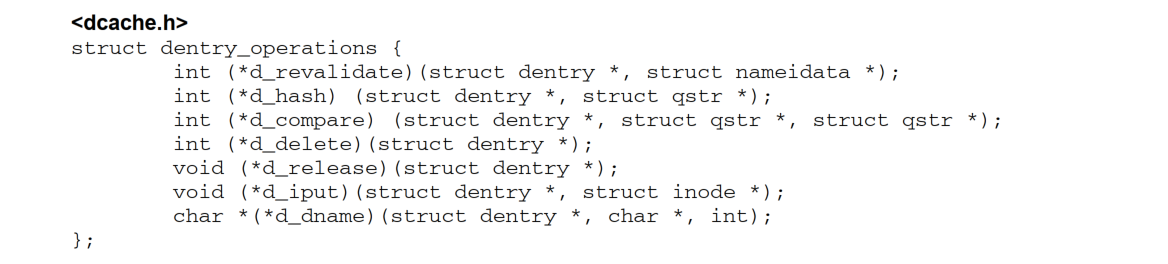 <dcache.h>
struct dentry_operations {
        int (*d_revalidate)(struct dentry *, struct nameidata *);
        int (*d_hash) (struct dentry *, struct qstr *);
        int (*d_compare) (struct dentry *, struct qstr *, struct qstr *);
        int (*d_delete)(struct dentry *);
        void (*d_release)(struct dentry *);
        void (*d_iput)(struct dentry *, struct inode *);
        char *(*d_dname)(struct dentry *, char *, int);
};